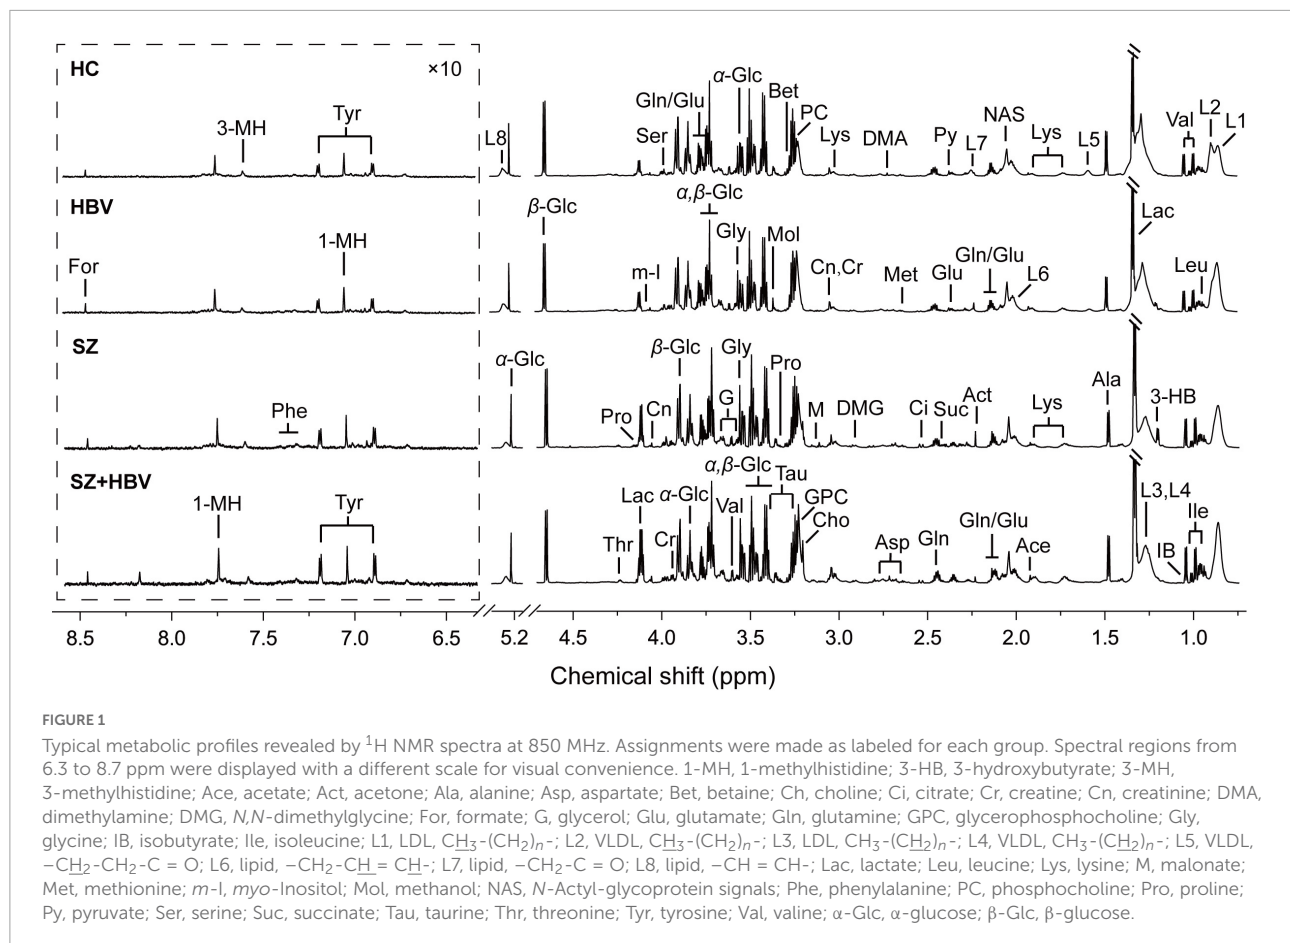 HC
×10
3-MH
Tyr
L8
Ser
Gln/Glu
α-Glc
Bet
PC
Lys
DMA
Py
L7
NAS
Lys
L5
Val
L2
L1
HBV
For
1-MH
β-Glc
m-I
α,β-Glc
Gly
Mol
Cn,Cr
Met
Glu
Gln/Glu
L6
Lac
Leu
SZ
Phe
α-Glc
Pro
Cn
β-Glc
G
Gly
Pro
M
DMG
Ci
Suc
Act
Lys
Ala
3-HB
SZ+HBV
1-MH
Tyr
Thr
Lac
Cr
α-Glc
Val
α,β-Glc
Tau
GPC
Cho
Asp
Gln
Gln/Glu
Ace
L3,L4
IB
Ile
8.5 8.0 7.5 7.0 6.5 5.2 4.5 4.0 3.5 3.0 2.5 2.0 1.5 1.0
Chemical shift (ppm)
FIGURE 1
Typical metabolic profiles revealed by ¹H NMR spectra at 850 MHz. Assignments were made as labeled for each group. Spectral regions from
6.3 to 8.7 ppm were displayed with a different scale for visual convenience. 1-MH, 1-methylhistidine; 3-HB, 3-hydroxybutyrate; 3-MH,
3-methylhistidine; Ace, acetate; Act, acetone; Ala, alanine; Asp, aspartate; Bet, betaine; Ch, choline; Ci, citrate; Cr, creatine; Cn, creatinine; DMA,
dimethylamine; DMG, N,N-dimethylglycine; For, formate; G, glycerol; Glu, glutamate; Gln, glutamine; GPC, glycerophosphocholine; Gly,
glycine; IB, isobutyrate; Ile, isoleucine; L1, LDL, CH3-(CH2)n-; L2, VLDL, CH3-(CH2)n-; L3, LDL, CH3-(CH2)n-; L4, VLDL, CH3-(CH2)n-; L5, VLDL,
−CH2-CH2-C = O; L6, lipid, −CH2-CH = CH-; L7, lipid, −CH2-C = O; L8, lipid, −CH = CH-; Lac, lactate; Leu, leucine; Lys, lysine; M, malonate;
Met, methionine; m-I, myo-Inositol; Mol, methanol; NAS, N-Actyl-glycoprotein signals; Phe, phenylalanine; PC, phosphocholine; Pro, proline;
Py, pyruvate; Ser, serine; Suc, succinate; Tau, taurine; Thr, threonine; Tyr, tyrosine; Val, valine; α-Glc, α-glucose; β-Glc, β-glucose.